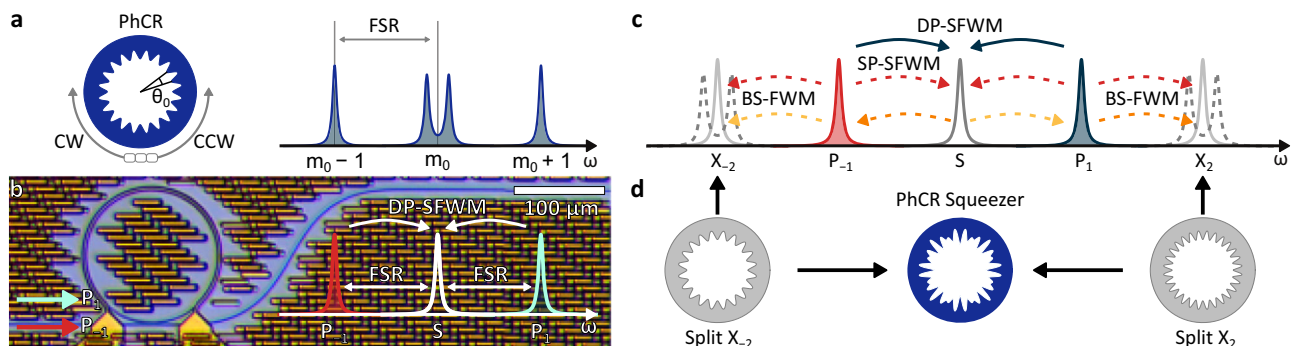 a
PhCR
θ₀
CW
CCW
FSR
m₀ − 1
m₀
m₀ + 1
ω
b
100 μm
DP-SFWM
FSR
FSR
P₁
P₋₁
P₋₁
S
P₁
ω
c
DP-SFWM
SP-SFWM
BS-FWM
BS-FWM
X₋₂
P₋₁
S
P₁
X₂
ω
d
PhCR Squeezer
Split X₋₂
Split X₂